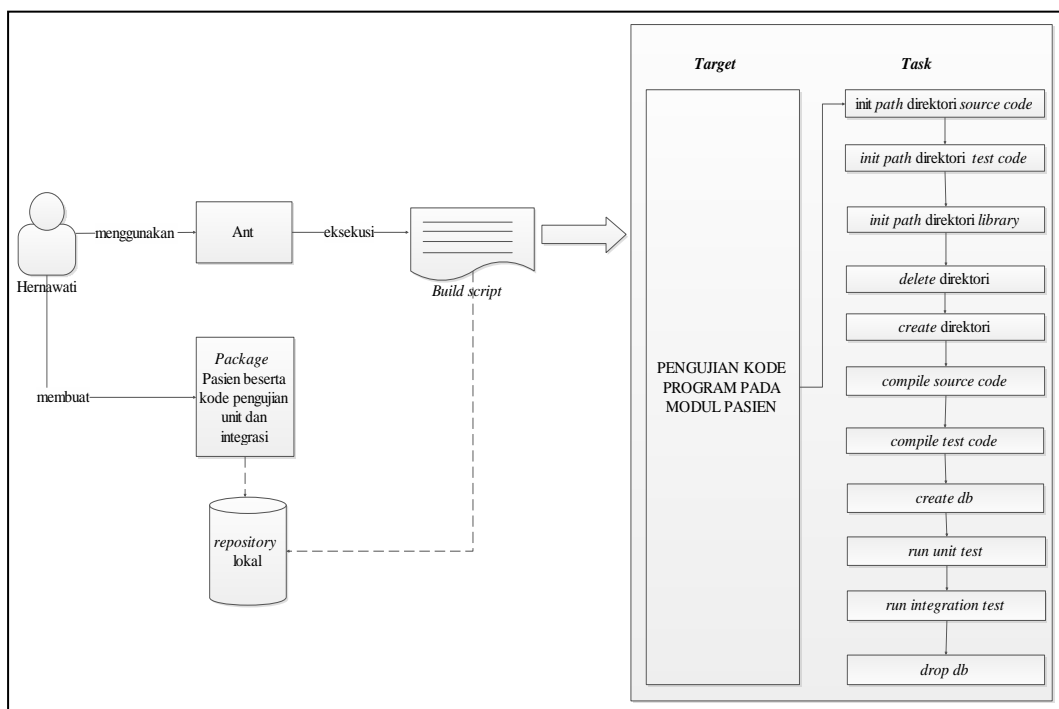 Hernawati
menggunakan
Ant
eksekusi
Build script
membuat
Package
Pasien beserta
kode pengujian
unit dan
integrasi
repository
lokal
Target
PENGUJIAN KODE
PROGRAM PADA
MODUL PASIEN
Task
init path direktori source code
init path direktori test code
init path direktori library
delete direktori
create direktori
compile source code
compile test code
create db
run unit test
run integration test
drop db